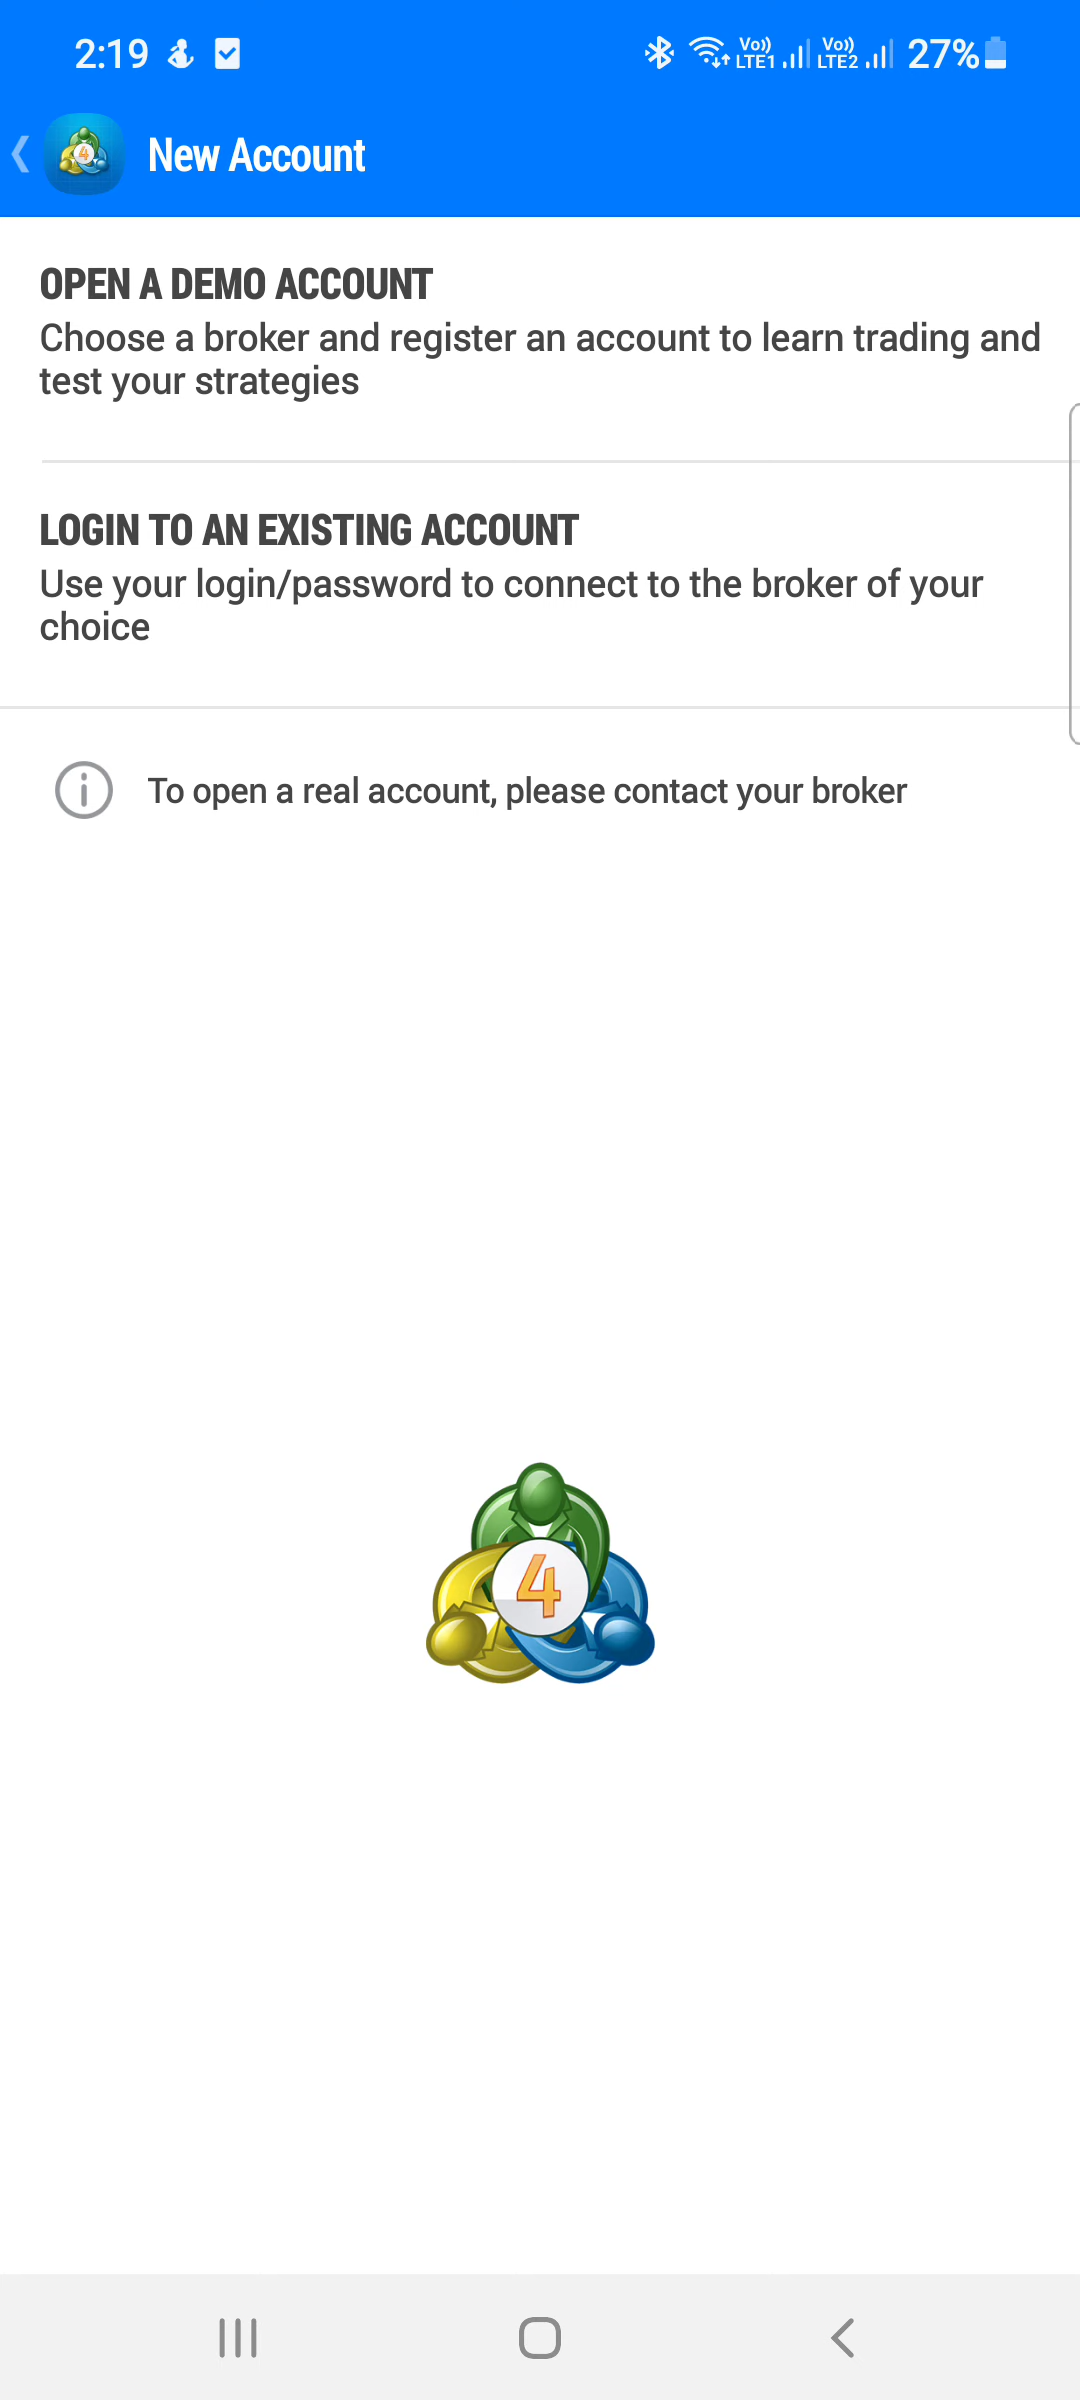 2:19
Vo)) LTE1 Vo)) LTE2 27%
4 New Account
OPEN A DEMO ACCOUNT
Choose a broker and register an account to learn trading and
test your strategies
LOGIN TO AN EXISTING ACCOUNT
Use your login/password to connect to the broker of your
choice
To open a real account, please contact your broker
4